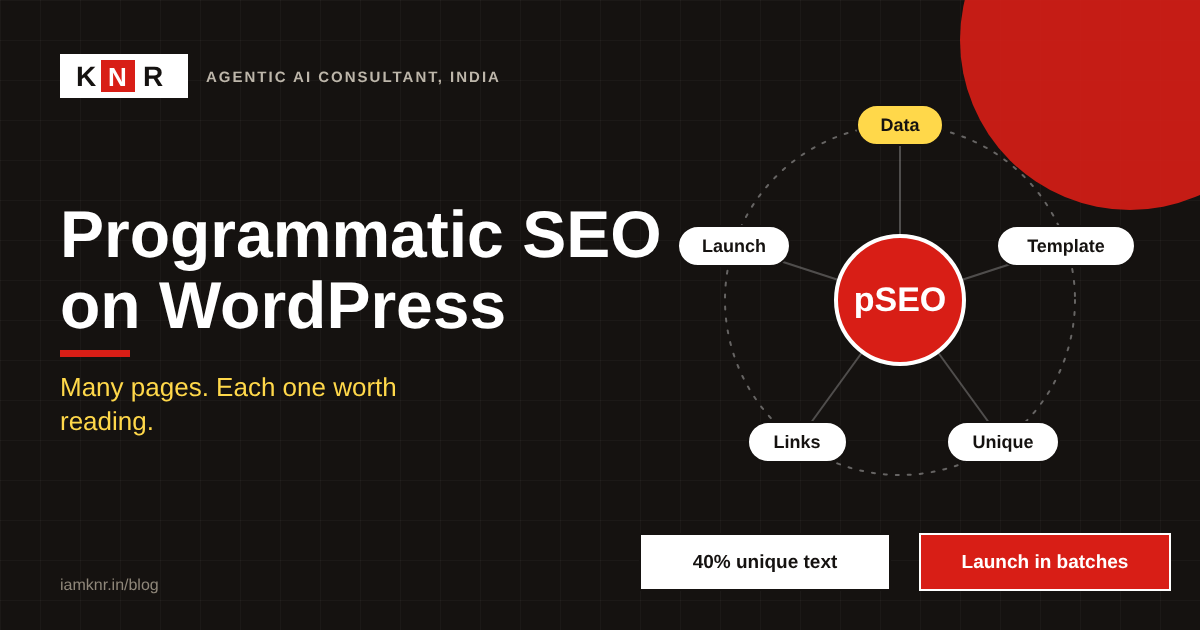 KNR
AGENTIC AI CONSULTANT, INDIA
Programmatic SEO
on WordPress
Many pages. Each one worth
reading.
Data
Launch
Template
pSEO
Links
Unique
40% unique text
Launch in batches
iamknr.in/blog